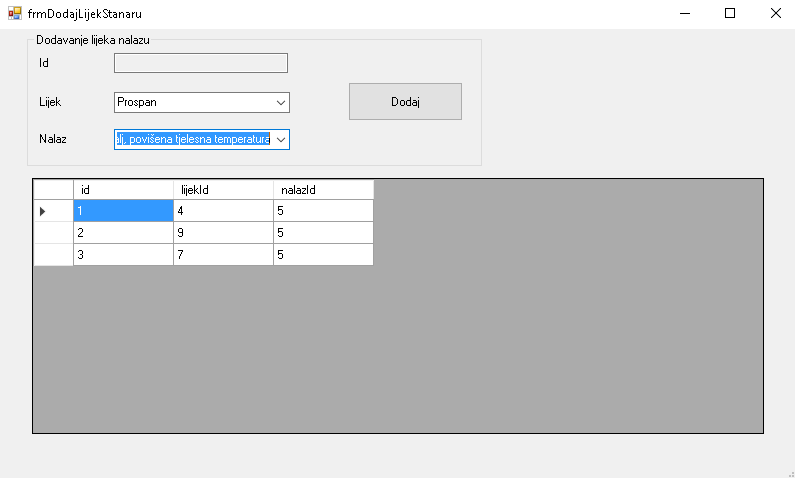 frmDodajLijekStanaru
Dodavanje lijeka nalazu
Id
Lijek Prospan Dodaj
Nalaz povišena tjelesna temperatura
id lijekId nalazId
1 4 5
2 9 5
3 7 5